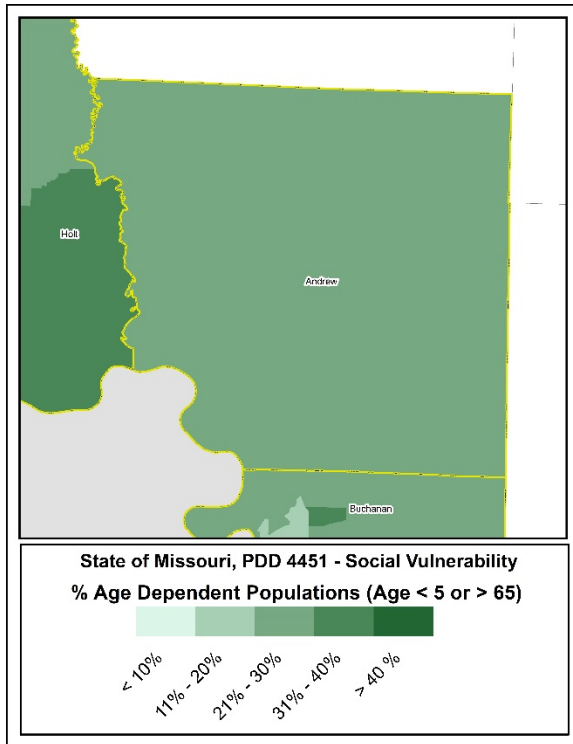 Holt
Andrew
Buchanan
State of Missouri, PDD 4451 - Social Vulnerability
% Age Dependent Populations (Age < 5 or > 65)
< 10%
11% - 20%
21% - 30%
31% - 40%
> 40 %